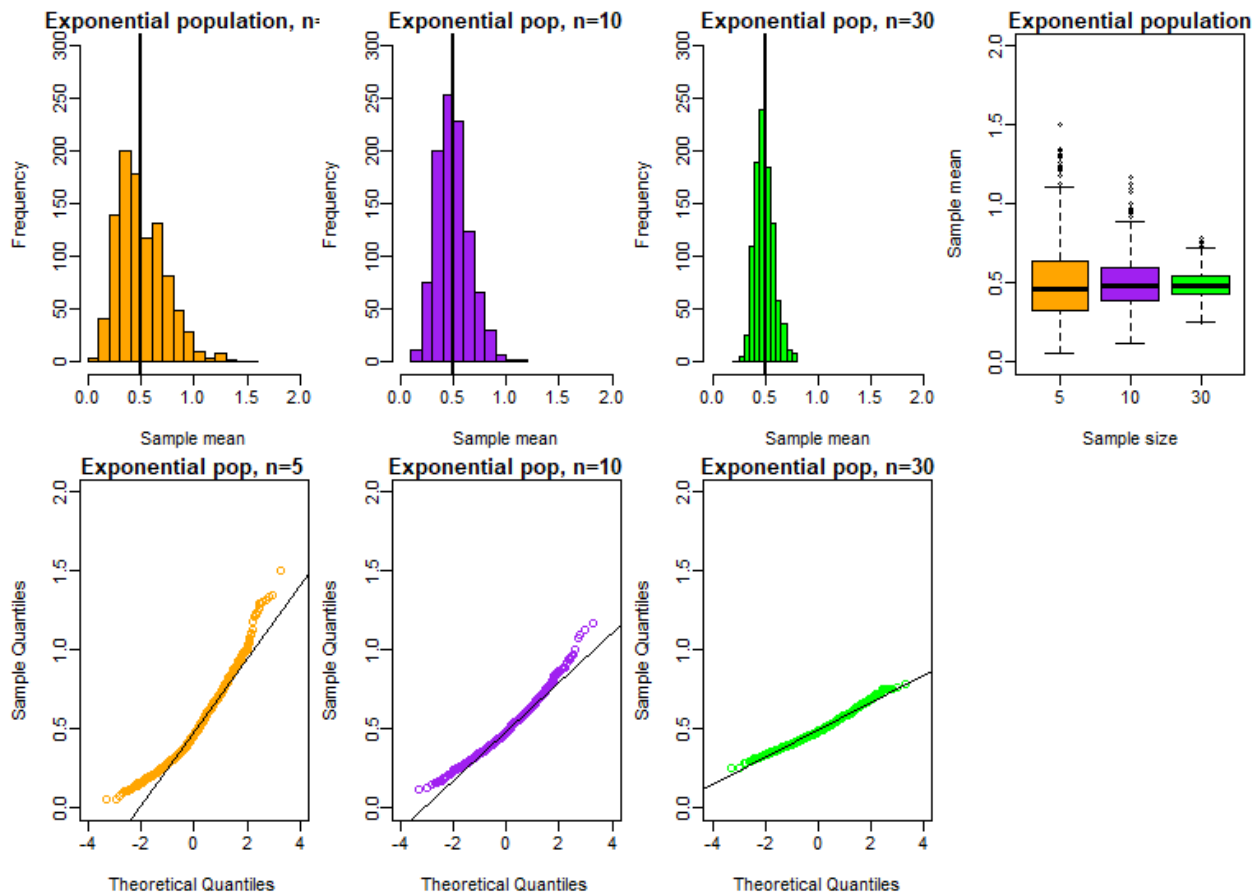 Exponential population, n=
Frequency
300
250
200
150
100
50
0
0.0 0.5 1.0 1.5 2.0
Sample mean
Exponential pop, n=10
Frequency
300
250
200
150
100
50
0
0.0 0.5 1.0 1.5 2.0
Sample mean
Exponential pop, n=30
Frequency
300
250
200
150
100
50
0
0.0 0.5 1.0 1.5 2.0
Sample mean
Exponential population
Sample mean
2.0
1.5
1.0
0.5
0.0
5 10 30
Sample size
Exponential pop, n=5
Sample Quantiles
2.0
1.5
1.0
0.5
0.0
-4 -2 0 2 4
Theoretical Quantiles
Exponential pop, n=10
Sample Quantiles
2.0
1.5
1.0
0.5
0.0
-4 -2 0 2 4
Theoretical Quantiles
Exponential pop, n=30
Sample Quantiles
2.0
1.5
1.0
0.5
0.0
-4 -2 0 2 4
Theoretical Quantiles